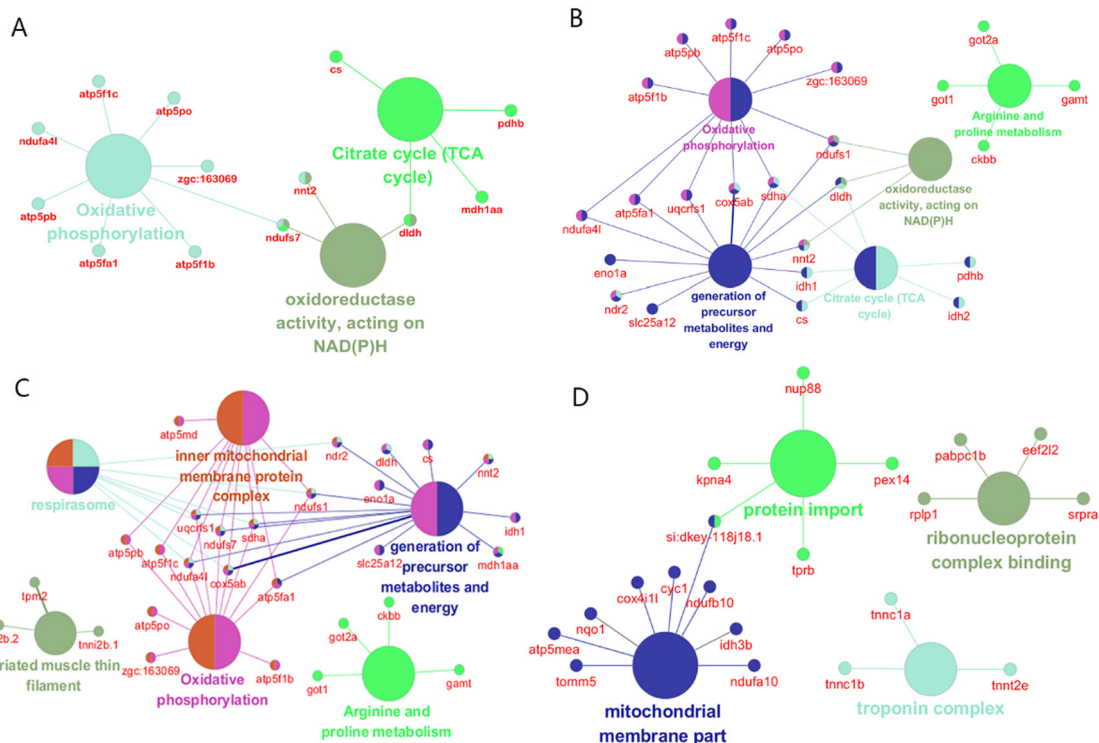 A
cs
atp5f1c
atp5po
pdhb
ndufa4l
Citrate cycle (TCA
cycle)
zgc:163069
nnt2
mdh1aa
atp5pb
Oxidative
phosphorylation
ndufs7
dldh
atp5fa1
atp5f1b
oxidoreductase
activity, acting on
NAD(P)H
B
atp5f1c
atp5pb
atp5po
got2a
zgc:163069
atp5f1b
got1
gamt
Oxidative
phosphorylation
Arginine and
proline metabolism
ndufs1
ckbb
oxidoreductase
activity, acting on
NAD(P)H
uqcrfs1
cox5ab
sdha
dldh
atp5fa1
ndufa4l
nnt2
eno1a
pdhb
idh1
generation of
precursor
metabolites and
energy
Citrate cycle (TCA
cycle)
ndr2
slc25a12
cs
idh2
C
atp5md
inner mitochondrial
membrane protein
complex
ndr2
dldh
cs
nnt2
respirasome
eno1a
ndufs1
uqcrfs1
sdha
idh1
ndufs7
atp5pb
generation of
precursor
metabolites and
energy
atp5f1c
slc25a12
mdh1aa
ndufa4l
cox5ab
atp5fa1
tpm2
ckbb
atp5po
2b.2
tnni2b.1
got2a
riated muscle thin
filament
zgc:163069
Oxidative
phosphorylation
atp5f1b
got1
gamt
Arginine and
proline metabolism
D
nup88
pabpc1b
eef2l2
kpna4
pex14
protein import
rplp1
srpra
si:dkey-118j18.1
ribonucleoprotein
complex binding
tprb
cyc1
cox4i1l
ndufb10
tnnc1a
nqo1
idh3b
atp5mea
tomm5
ndufa10
tnnc1b
tnnt2e
mitochondrial
membrane part
troponin complex